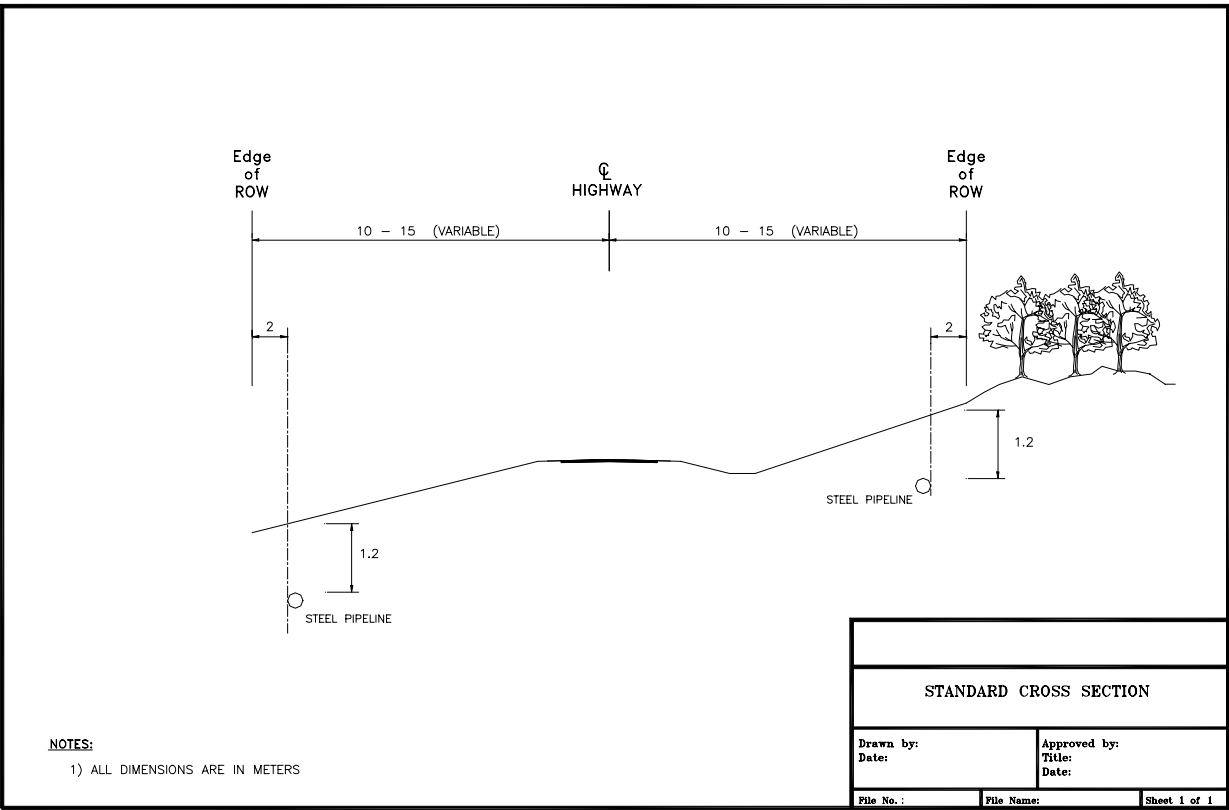 Edge
of
ROW
℄
HIGHWAY
Edge
of
ROW
10 – 15 (VARIABLE)
10 – 15 (VARIABLE)
2
2
1.2
STEEL PIPELINE
1.2
STEEL PIPELINE
STANDARD CROSS SECTION
NOTES:
1) ALL DIMENSIONS ARE IN METERS
Drawn by:
Date:
Approved by:
Title:
Date:
File No. :
File Name:
Sheet 1 of 1